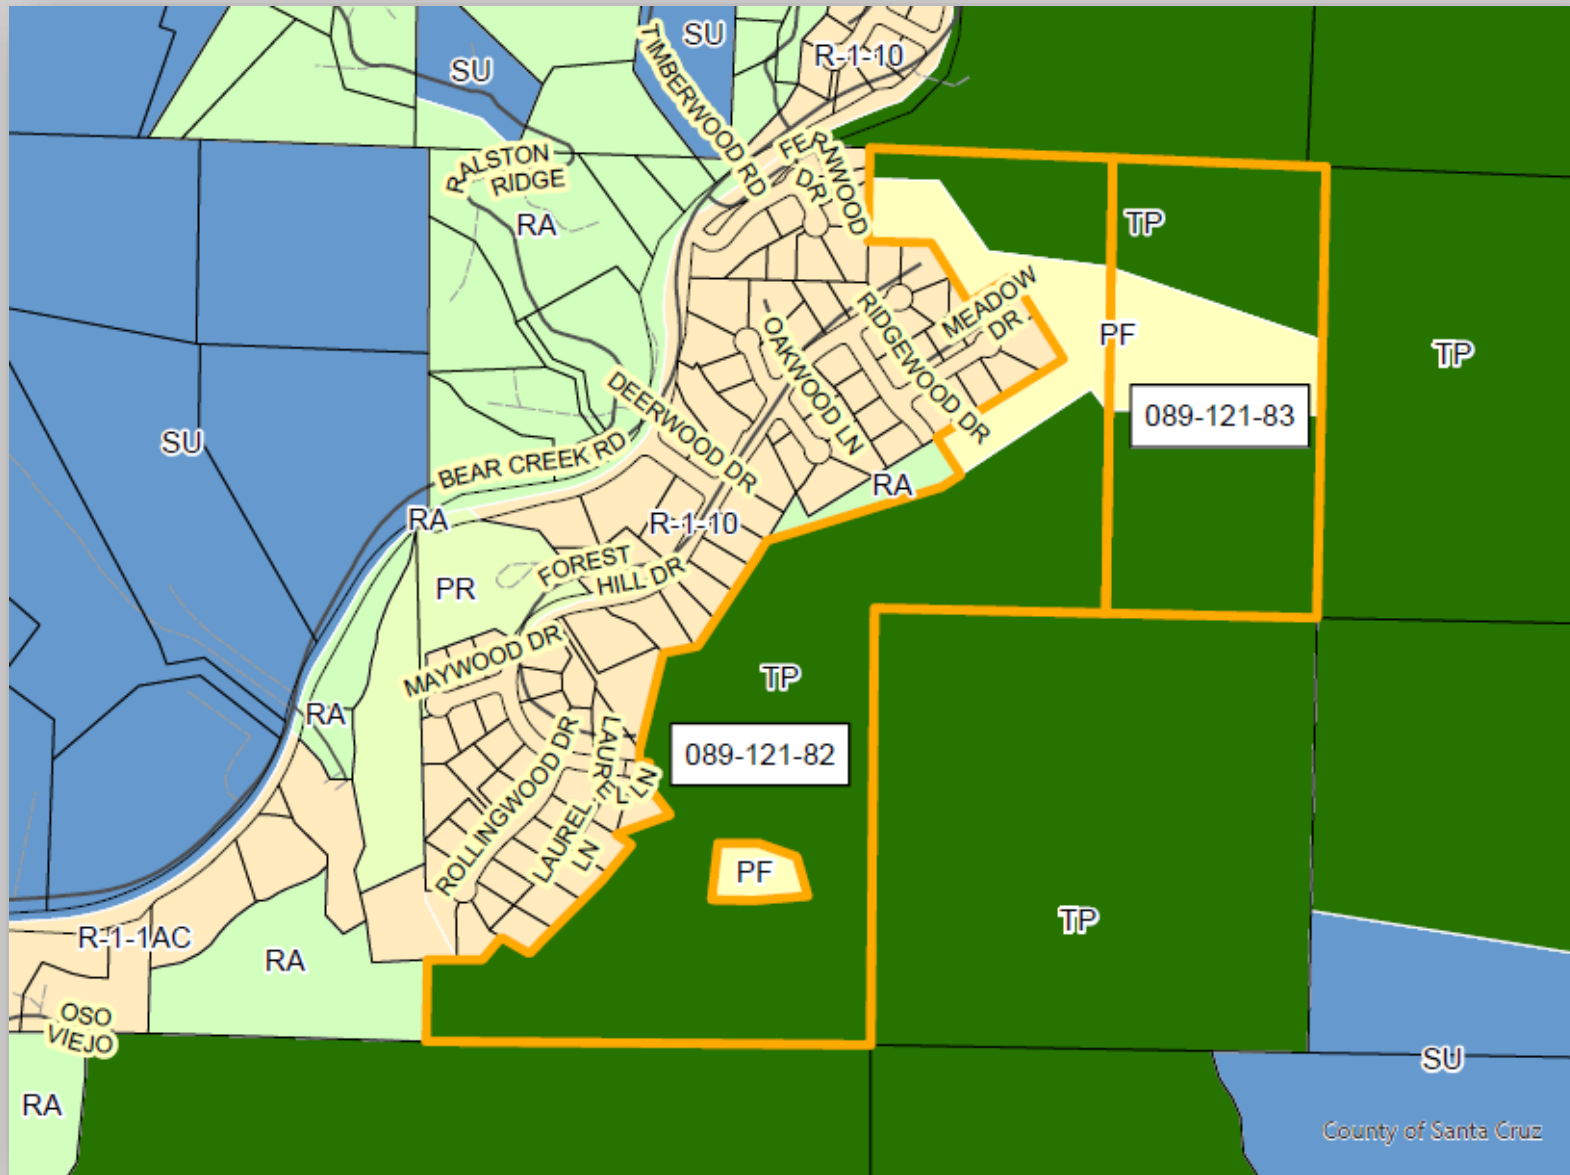 SU
R-1-10
SU
TIMBERWOOD RD
FERNWOOD
DR
RALSTON
RIDGE
RA
TP
MEADOW
DR
RIDGEWOOD DR
OAKWOOD LN
PF
TP
DEERWOOD DR
089-121-83
SU
BEAR CREEK RD
RA
RA
R-1-10
FOREST
HILL DR
PR
MAYWOOD DR
TP
RA
LAUREL
LN
089-121-82
ROLLINGWOOD DR
LAUREL
LN
PF
TP
R-1-1AC
RA
OSO
VIEJO
SU
RA
County of Santa Cruz